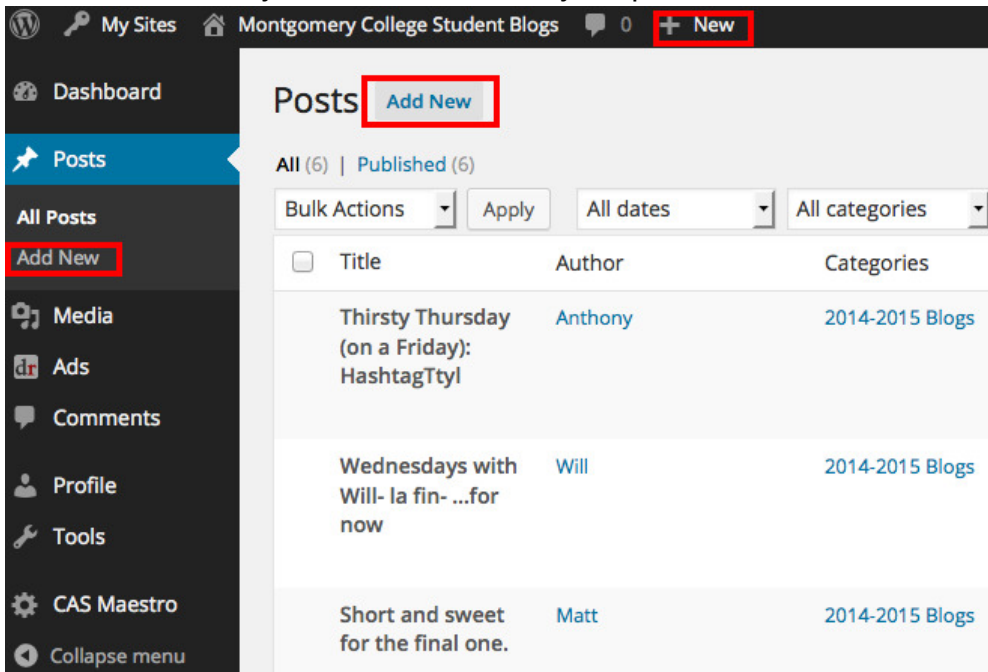 My Sites Montgomery College Student Blogs 0 + New
Dashboard
Posts
All Posts
Add New
Media
Ads
Comments
Profile
Tools
CAS Maestro
Collapse menu
Posts Add New
All (6) | Published (6)
Bulk Actions Apply All dates All categories
Title Author Categories
Thirsty Thursday Anthony 2014-2015 Blogs
(on a Friday):
HashtagTtyl
Wednesdays with Will 2014-2015 Blogs
Will- la fin- ...for
now
Short and sweet Matt 2014-2015 Blogs
for the final one.